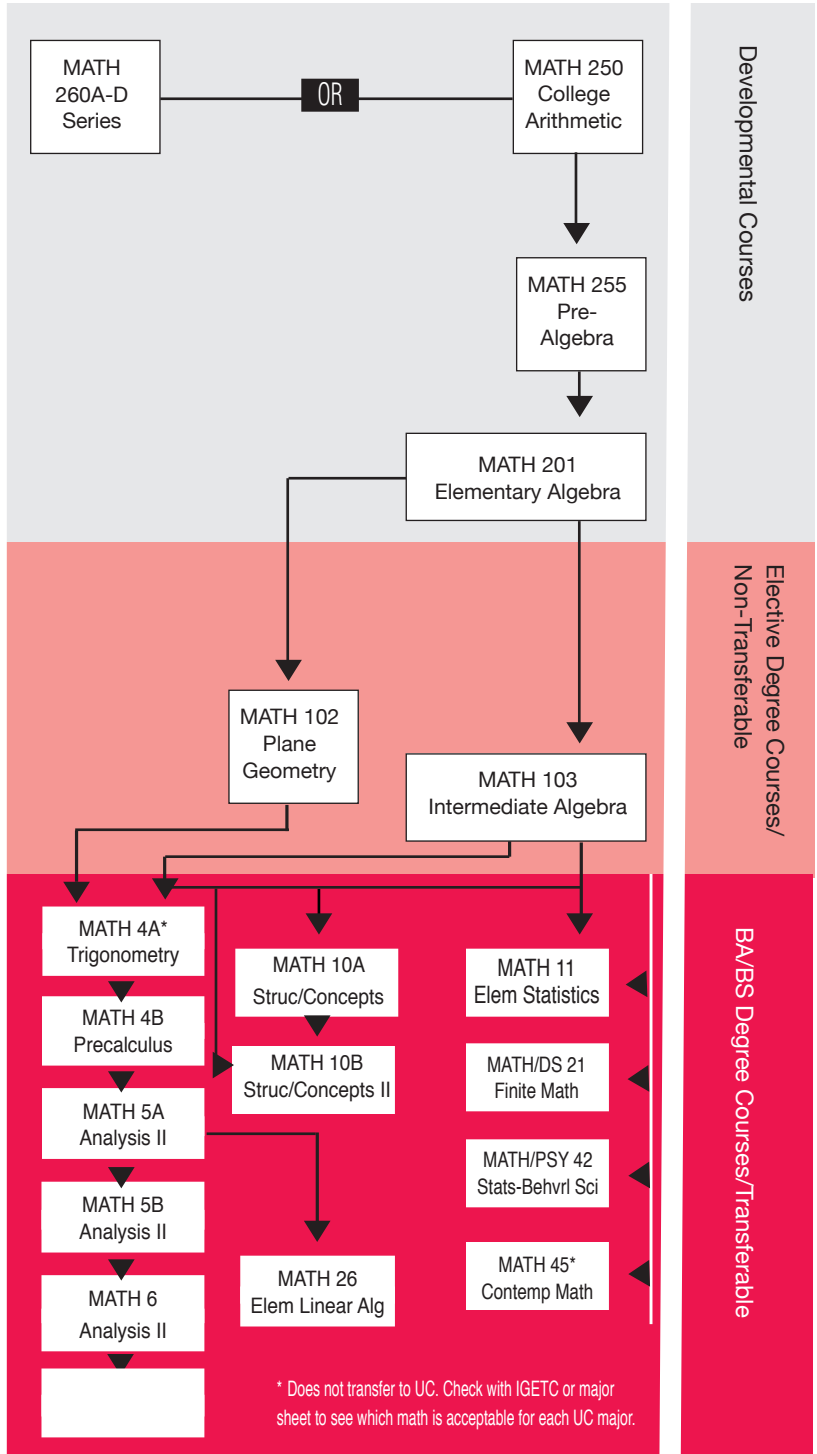 MATH
260A-D
Series
OR
MATH 250
College
Arithmetic
MATH 255
Pre-
Algebra
MATH 201
Elementary Algebra
Developmental Courses
MATH 102
Plane
Geometry
MATH 103
Intermediate Algebra
Elective Degree Courses/
Non-Transferable
MATH 4A*
Trigonometry
MATH 4B
Precalculus
MATH 5A
Analysis II
MATH 5B
Analysis II
MATH 6
Analysis II
MATH 10A
Struc/Concepts
MATH 10B
Struc/Concepts II
MATH 26
Elem Linear Alg
MATH 11
Elem Statistics
MATH/DS 21
Finite Math
MATH/PSY 42
Stats-Behvrl Sci
MATH 45*
Contemp Math
BA/BS Degree Courses/Transferable
* Does not transfer to UC. Check with IGETC or major
sheet to see which math is acceptable for each UC major.